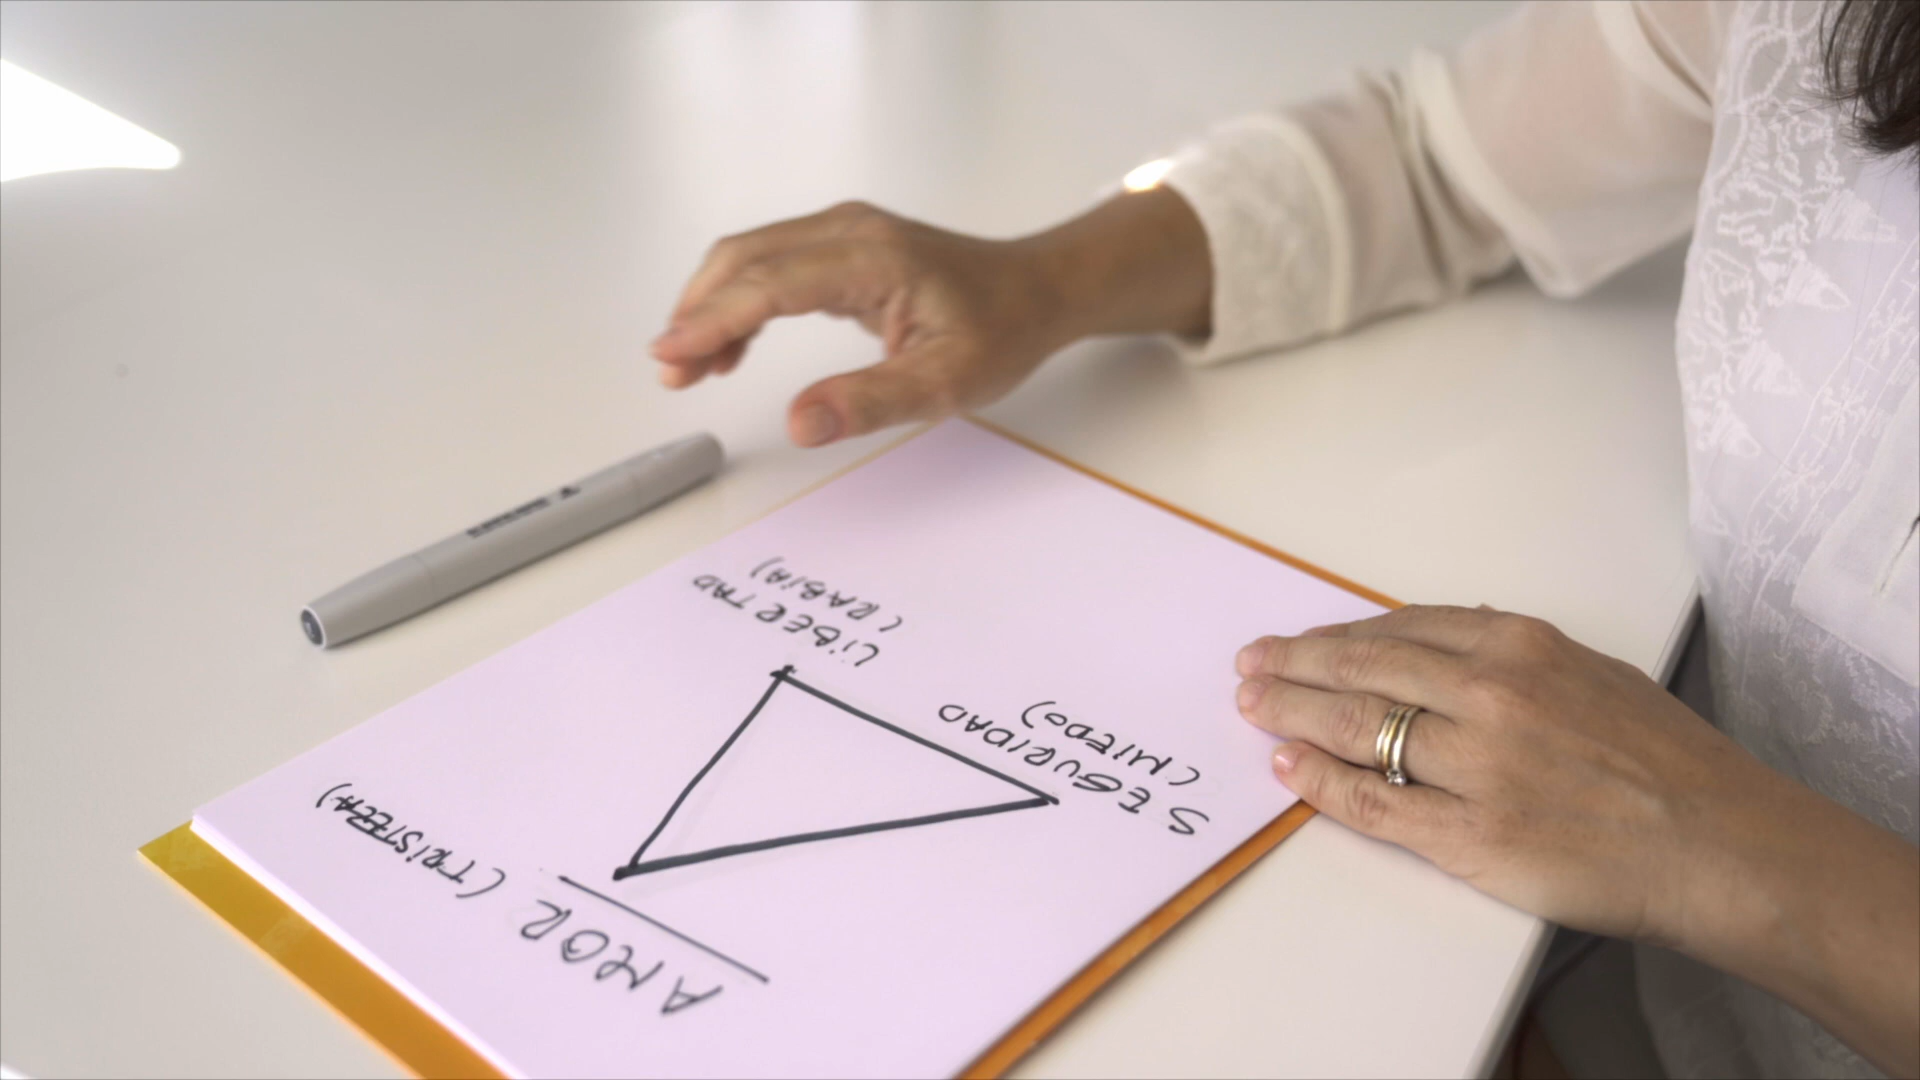 AMOR (TRISTEZA)
SEGURIDAD
(MIEDO)
LIBERTAD
(RABIA)